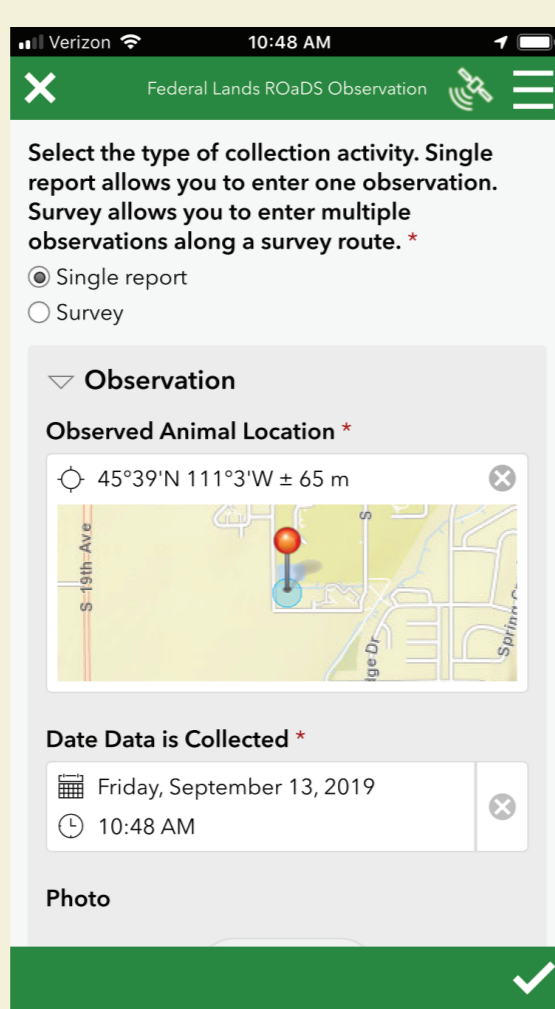 Verizon 10:48 AM
Federal Lands ROaDS Observation
Select the type of collection activity. Single
report allows you to enter one observation.
Survey allows you to enter multiple
observations along a survey route. *
Single report
Survey
Observation
Observed Animal Location *
45°39'N 111°3'W ± 65 m
S 19th Ave
S
dge Dr
Spring
Date Data is Collected *
Friday, September 13, 2019
10:48 AM
Photo